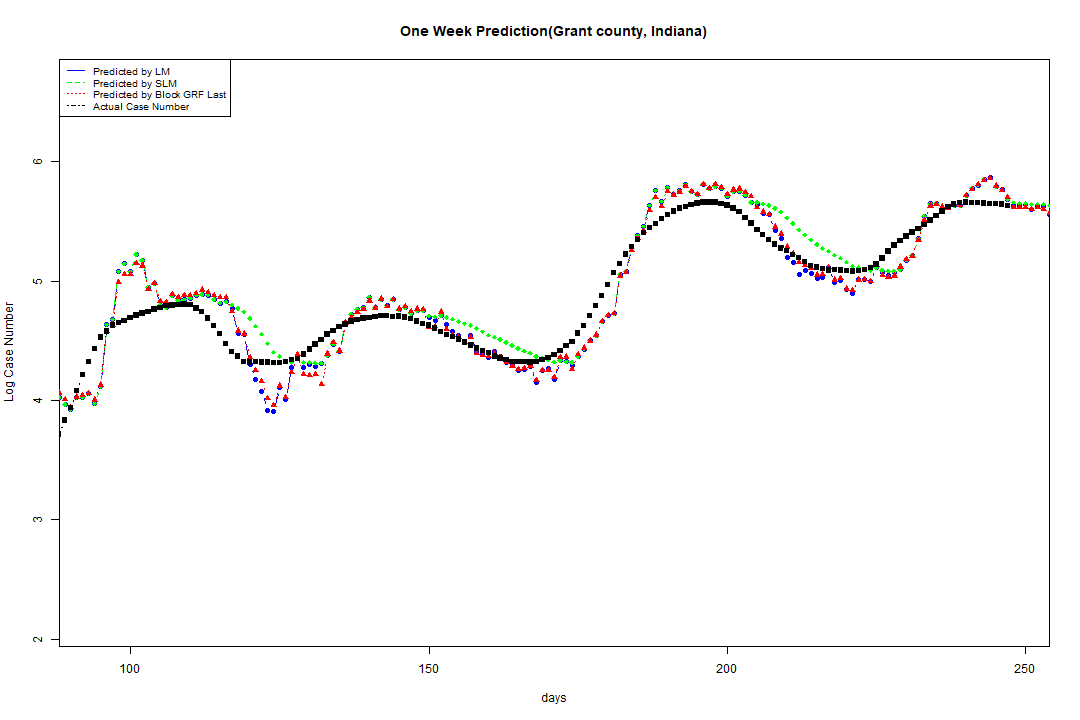 One Week Prediction(Grant county, Indiana)
Predicted by LM
Predicted by SLM
Predicted by Block GRF Last
Actual Case Number
6
5
4
3
2
Log Case Number
100 150 200 250
days